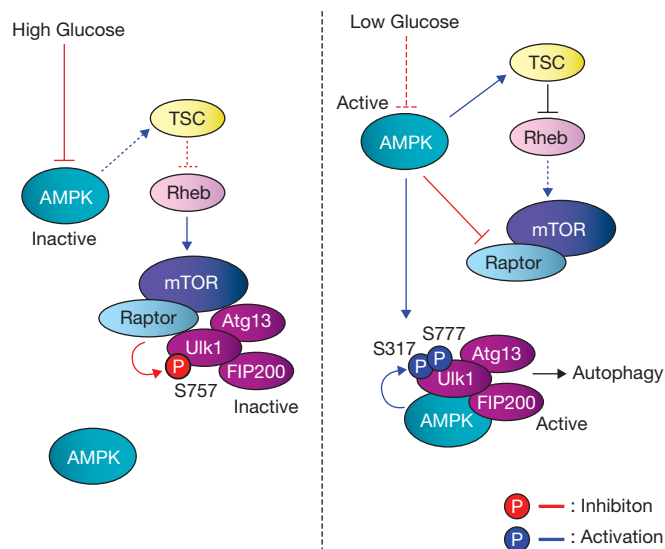 High Glucose
TSC
AMPK
Rheb
Inactive
mTOR
Raptor
Atg13
Ulk1
P
FIP200
S757
Inactive
AMPK
Low Glucose
TSC
Active
AMPK
Rheb
mTOR
Raptor
S777
S317
P
P
Atg13
Ulk1
Autophagy
FIP200
AMPK
Active
P : Inhibiton
P : Activation